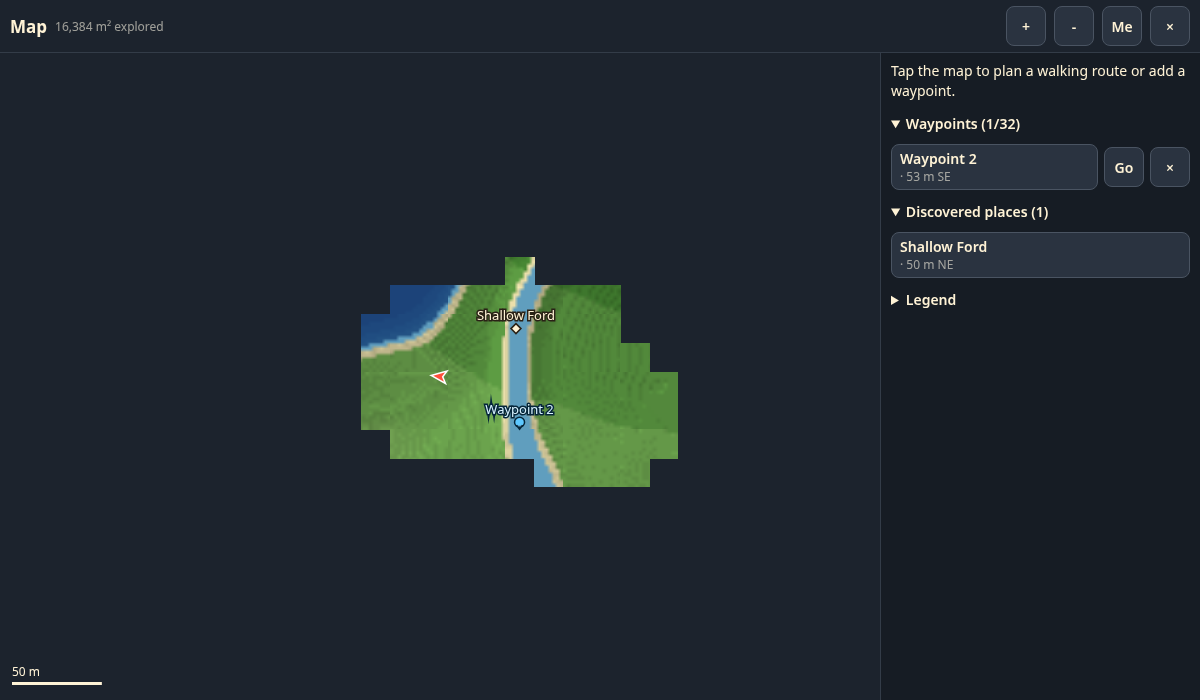 Map 16,384 m² explored
+ - Me ×
Tap the map to plan a walking route or add a
waypoint.
▼ Waypoints (1/32)
Waypoint 2
· 53 m SE
Go ×
▼ Discovered places (1)
Shallow Ford
· 50 m NE
▶ Legend
Shallow Ford
Waypoint 2
50 m